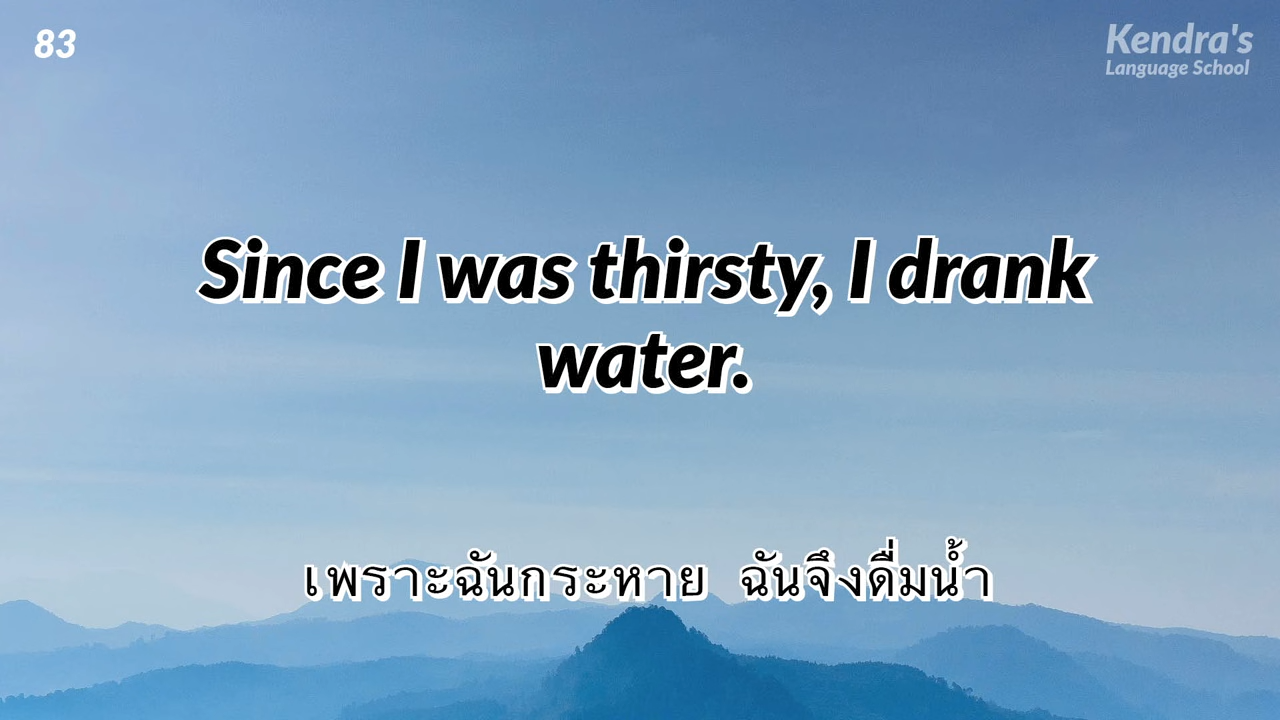 83
Kendra's
Language School
Since I was thirsty, I drank
water.
เพราะฉันกระหาย ฉันจึงดื่มน้ำ